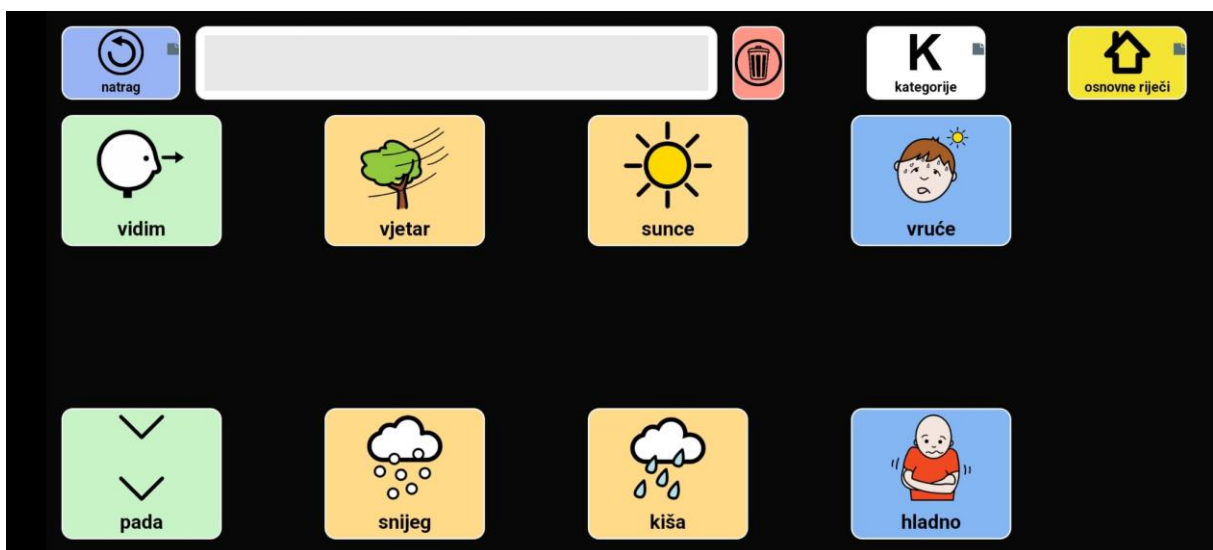 natrag
K
kategorije
osnovne riječi
vidim
vjetar
sunce
vruće
pada
snijeg
kiša
hladno